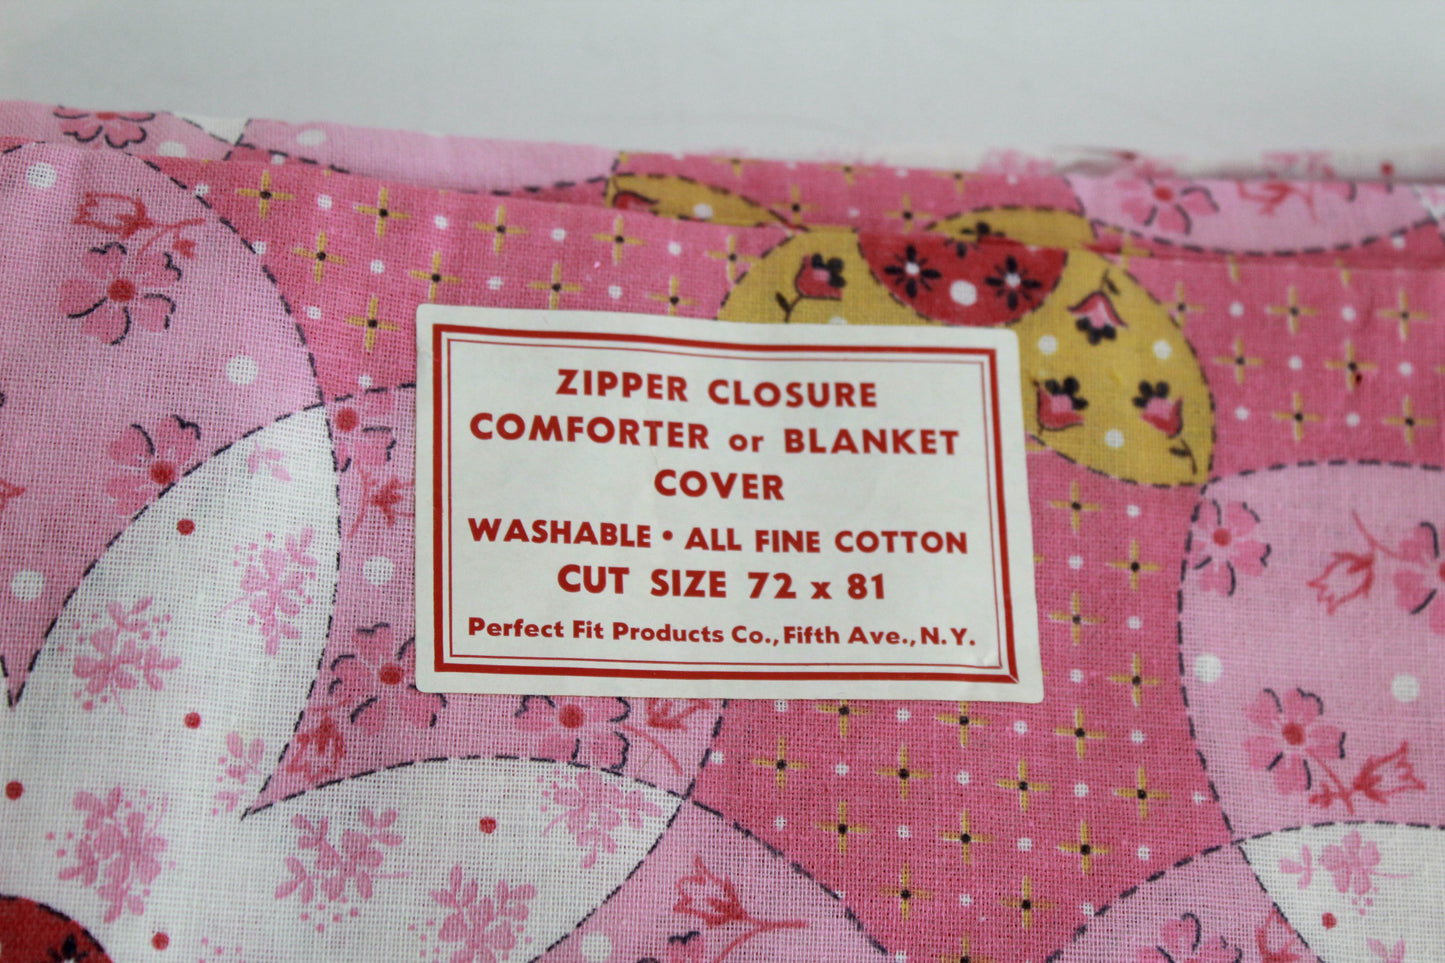 ZIPPER CLOSURE
COMFORTER or BLANKET
COVER
WASHABLE • ALL FINE COTTON
CUT SIZE 72 x 81
Perfect Fit Products Co., Fifth Ave., N.Y.